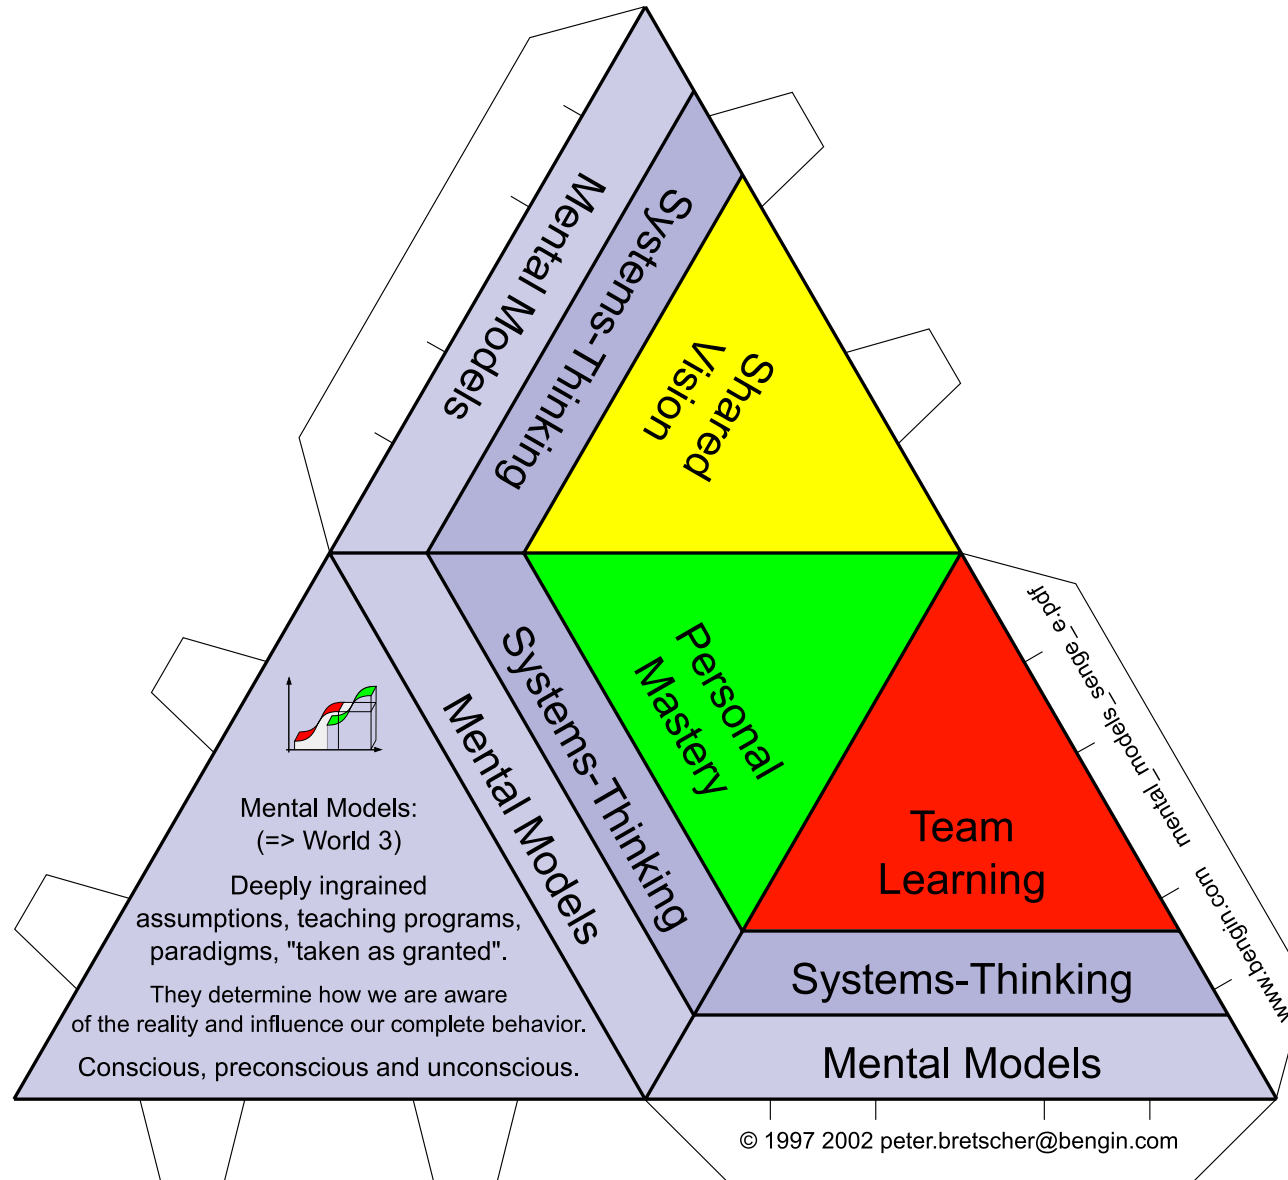 Mental Models
Systems-Thinking
Shared
Vision
Personal
Mastery
Systems-Thinking
Mental Models
Mental Models:
(=> World 3)
Deeply ingrained
assumptions, teaching programs,
paradigms, "taken as granted".
They determine how we are aware
of the reality and influence our complete behavior.
Conscious, preconscious and unconscious.
Team
Learning
Systems-Thinking
Mental Models
www.bengin.com mental_models_senge_e.pdf
© 1997 2002 peter.bretscher@bengin.com